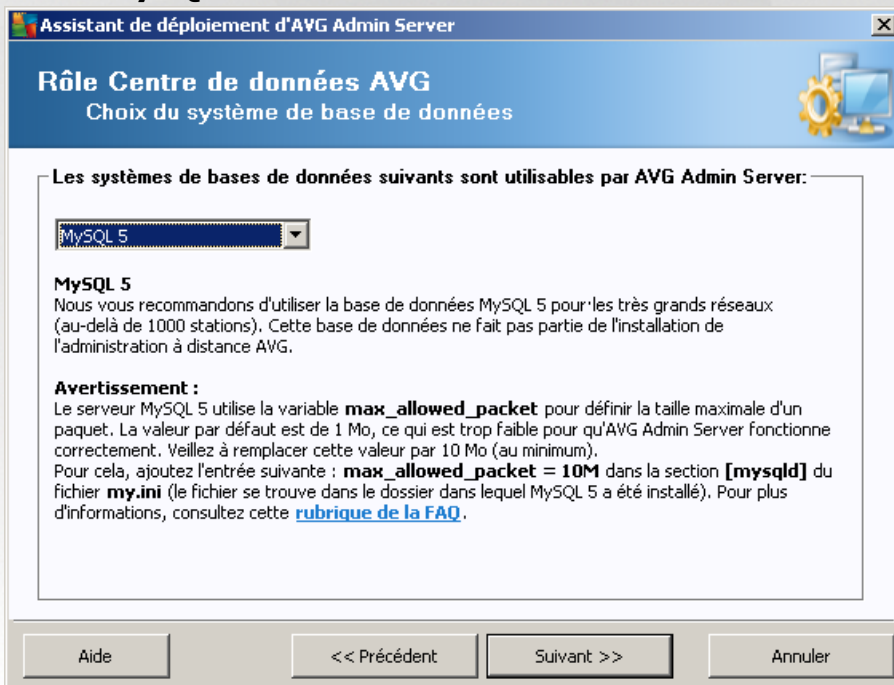 Assistant de déploiement d'AVG Admin Server
Rôle Centre de données AVG
Choix du système de base de données
Les systèmes de bases de données suivants sont utilisables par AVG Admin Server:
MySQL 5
MySQL 5
Nous vous recommandons d'utiliser la base de données MySQL 5 pour les très grands réseaux
(au-delà de 1000 stations). Cette base de données ne fait pas partie de l'installation de
l'administration à distance AVG.
Avertissement :
Le serveur MySQL 5 utilise la variable max_allowed_packet pour définir la taille maximale d'un
paquet. La valeur par défaut est de 1 Mo, ce qui est trop faible pour qu'AVG Admin Server fonctionne
correctement. Veillez à remplacer cette valeur par 10 Mo (au minimum).
Pour cela, ajoutez l'entrée suivante : max_allowed_packet = 10M dans la section [mysqld] du
fichier my.ini (le fichier se trouve dans le dossier dans lequel MySQL 5 a été installé). Pour plus
d'informations, consultez cette rubrique de la FAQ.
Aide
<< Précédent
Suivant >>
Annuler